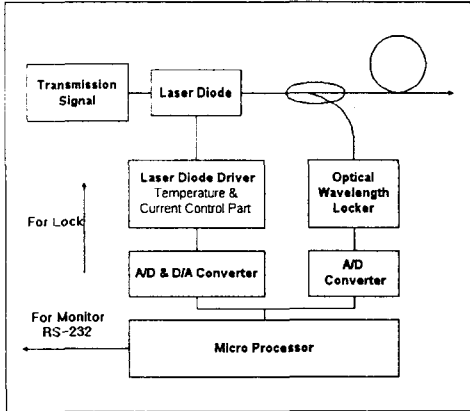 Transmission
Signal
Laser Diode
Laser Diode Driver
Temperature &
Current Control Part
Optical
Wavelength
Locker
For Lock
A/D & D/A Converter
A/D
Converter
For Monitor
RS-232
Micro Processor